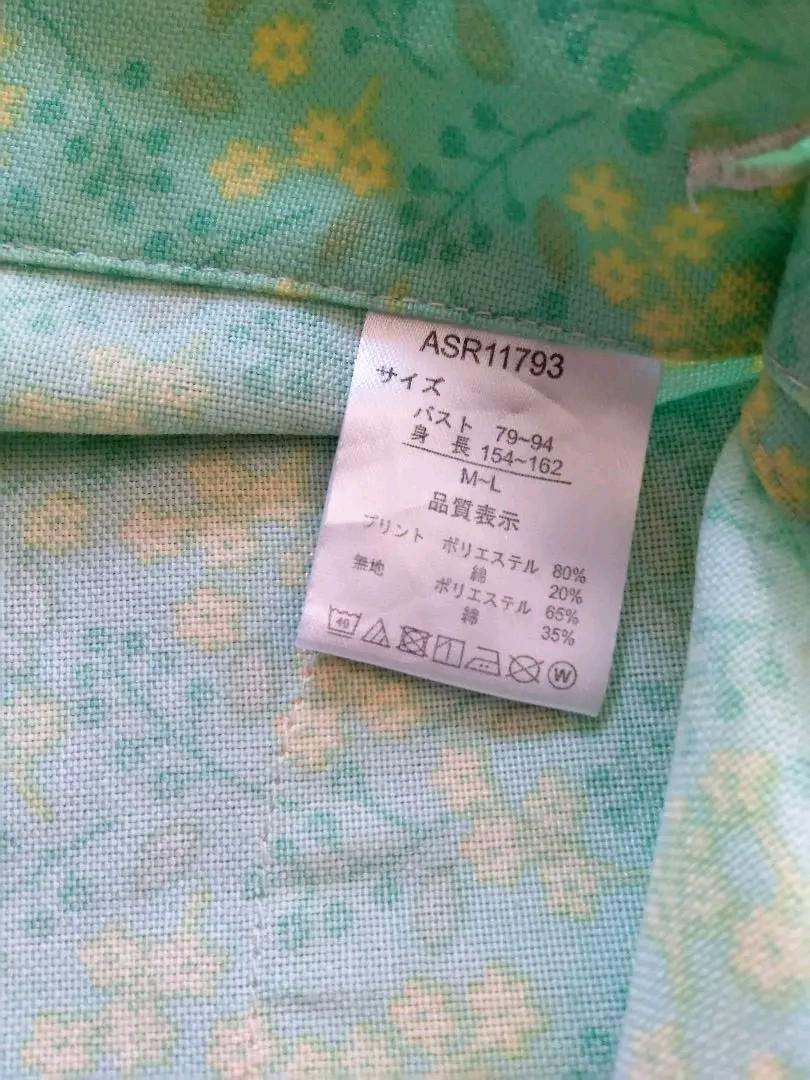 ASR11793
サイズ
バスト 79~94
身 長 154~162
M~L
品質表示
プリント ポリエステル 80%
綿 20%
無地 ポリエステル 65%
綿 35%
40 1 W